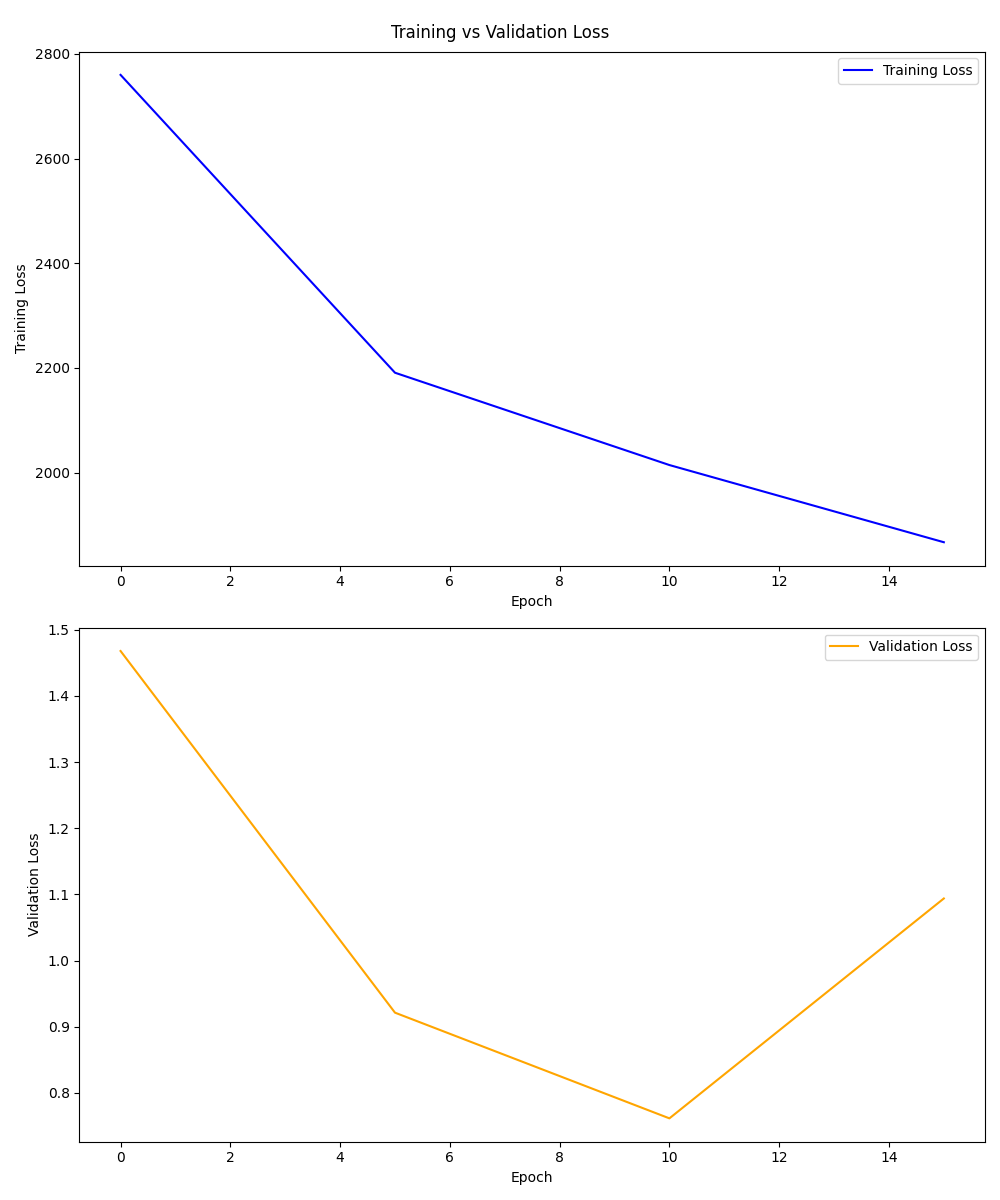 Training vs Validation Loss
Training Loss
Training Loss
2800
2600
2400
2200
2000
0 2 4 6 8 10 12 14
Epoch
Validation Loss
Validation Loss
1.5
1.4
1.3
1.2
1.1
1.0
0.9
0.8
0 2 4 6 8 10 12 14
Epoch